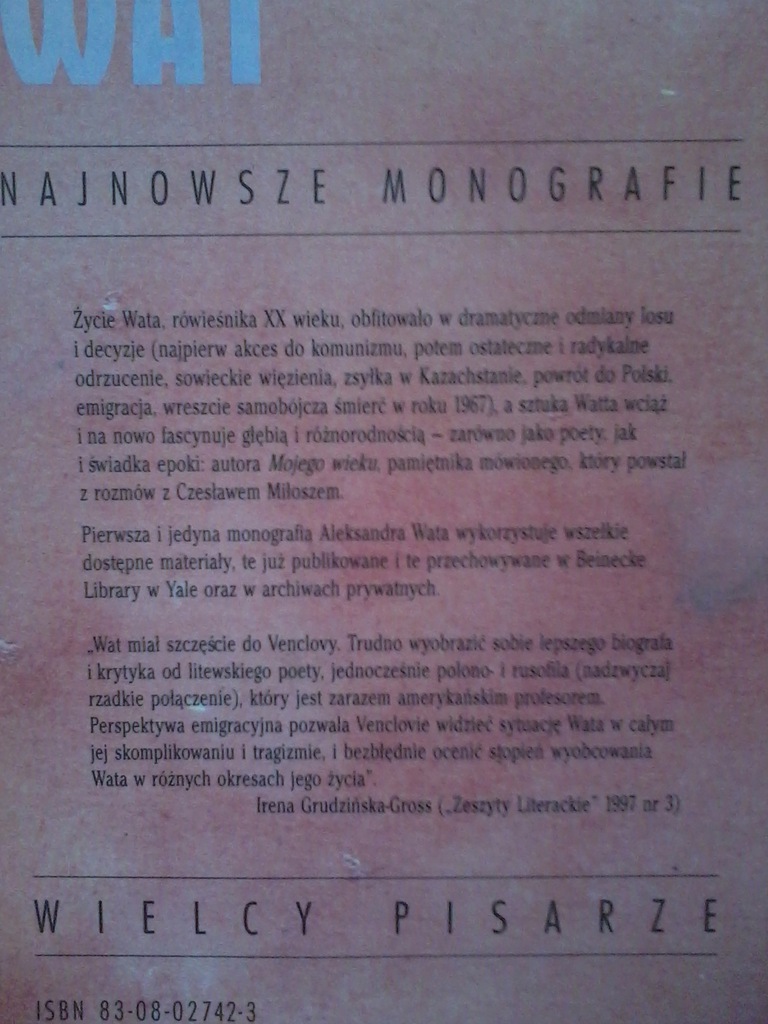 WAT
NAJNOWSZE MONOGRAFIE
Życie Wata, rówieśnika XX wieku, obfitowało w dramatyczne odmiany losu
i decyzje (najpierw akces do komunizmu, potem ostateczne i radykalne
odrzucenie, sowieckie więzienia, zsyłka w Kazachstanie, powrót do Polski,
emigracja, wreszcie samobójcza śmierć w roku 1967), a sztuka Watta wciąż
i na nowo fascynuje głębią i różnorodnością – zarówno jako poety, jak
i świadka epoki: autora Mojego wieku, pamiętnika mówionego, który powstał
z rozmów z Czesławem Miłoszem.
Pierwsza i jedyna monografia Aleksandra Wata wykorzystuje wszelkie
dostępne materiały, te już publikowane i te przechowywane w Beinecke
Library w Yale oraz w archiwach prywatnych.
„Wat miał szczęście do Venclovy. Trudno wyobrazić sobie lepszego biografa
i krytyka od litewskiego poety, jednocześnie polono- i rusofila (nadzwyczaj
rzadkie połączenie), który jest zarazem amerykańskim profesorem.
Perspektywa emigracyjna pozwala Venclovie widzieć sytuację Wata w całym
jej skomplikowaniu i tragizmie, i bezbłędnie ocenić stopień wyobcowania
Wata w różnych okresach jego życia”.
Irena Grudzińska-Gross („Zeszyty Literackie” 1997 nr 3)
WIELCY PISARZE
ISBN 83-08-02742-3